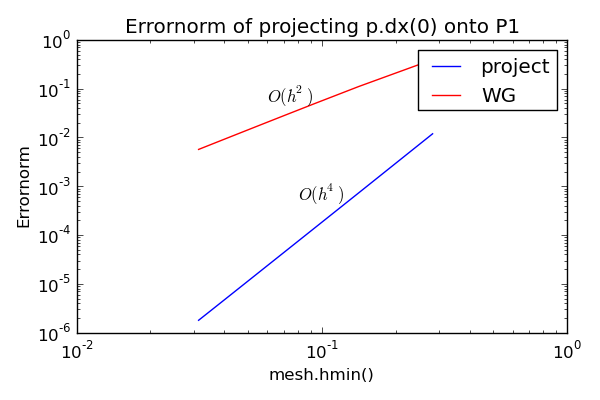 Errornorm of projecting p.dx(0) onto P1
10^0
10^-1
10^-2
10^-3
10^-4
10^-5
10^-6
Errornorm
project
WG
O(h^2)
O(h^4)
10^-2
10^-1
10^0
mesh.hmin()